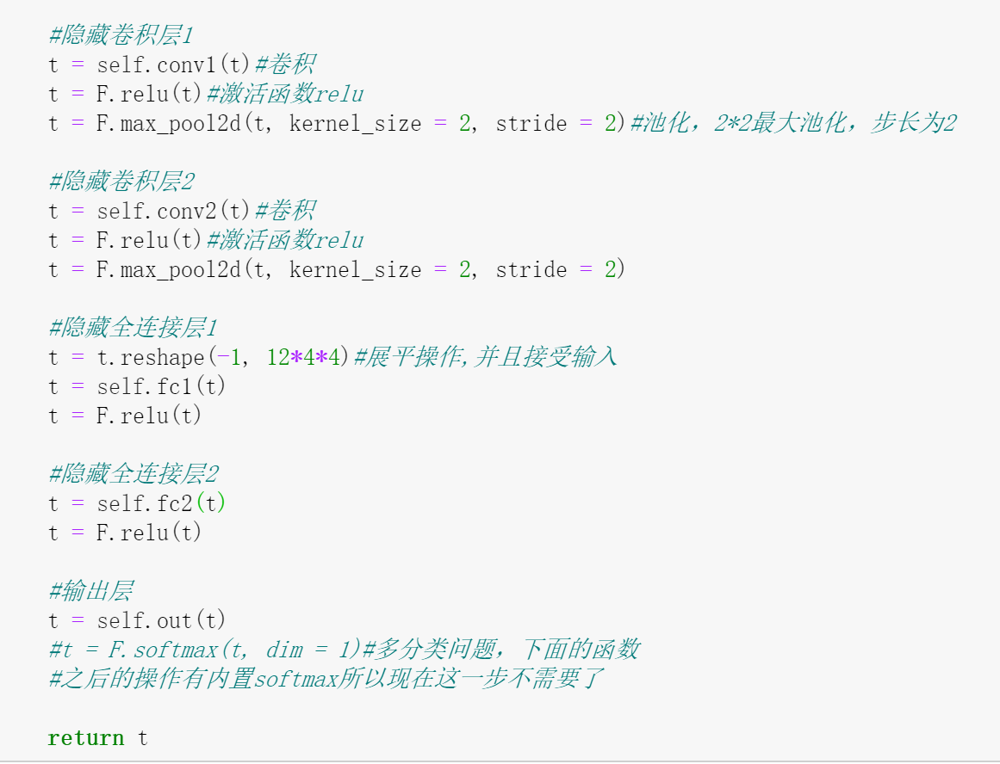 #隐藏卷积层1
t = self.conv1(t)#卷积
t = F.relu(t)#激活函数relu
t = F.max_pool2d(t, kernel_size = 2, stride = 2)#池化，2*2最大池化，步长为2
#隐藏卷积层2
t = self.conv2(t)#卷积
t = F.relu(t)#激活函数relu
t = F.max_pool2d(t, kernel_size = 2, stride = 2)
#隐藏全连接层1
t = t.reshape(-1, 12*4*4)#展平操作,并且接受输入
t = self.fc1(t)
t = F.relu(t)
#隐藏全连接层2
t = self.fc2(t)
t = F.relu(t)
#输出层
t = self.out(t)
#t = F.softmax(t, dim = 1)#多分类问题，下面的函数
#之后的操作有内置softmax所以现在这一步不需要了
return t